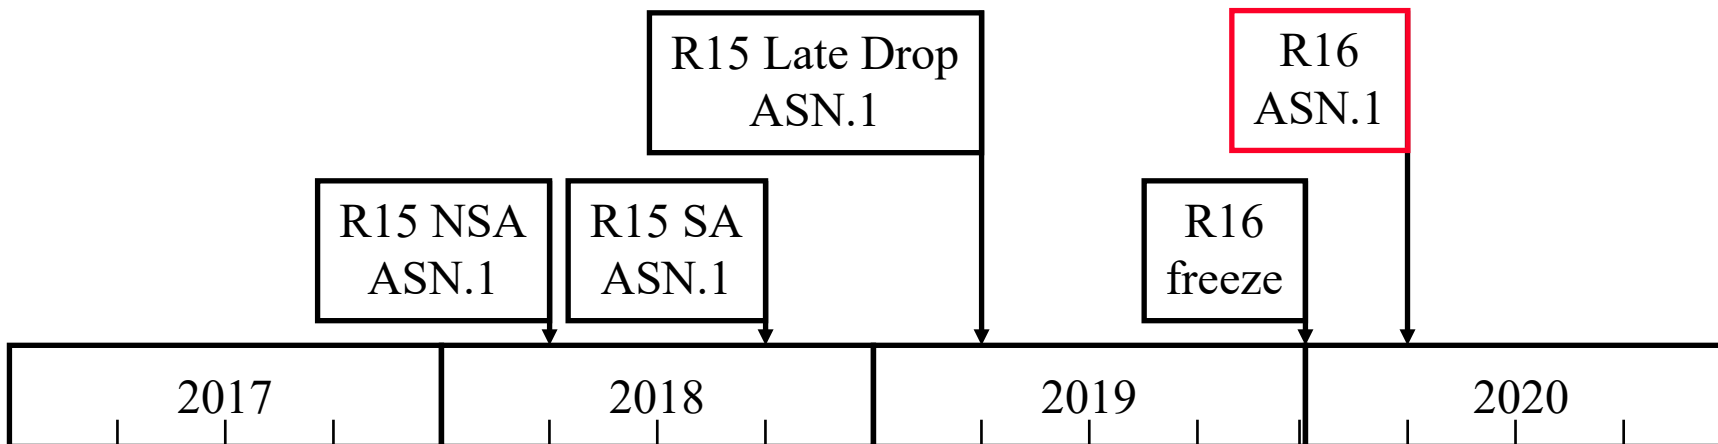 R15 Late Drop
ASN.1
R16
ASN.1
R15 NSA
ASN.1
R15 SA
ASN.1
R16
freeze
2017
2018
2019
2020